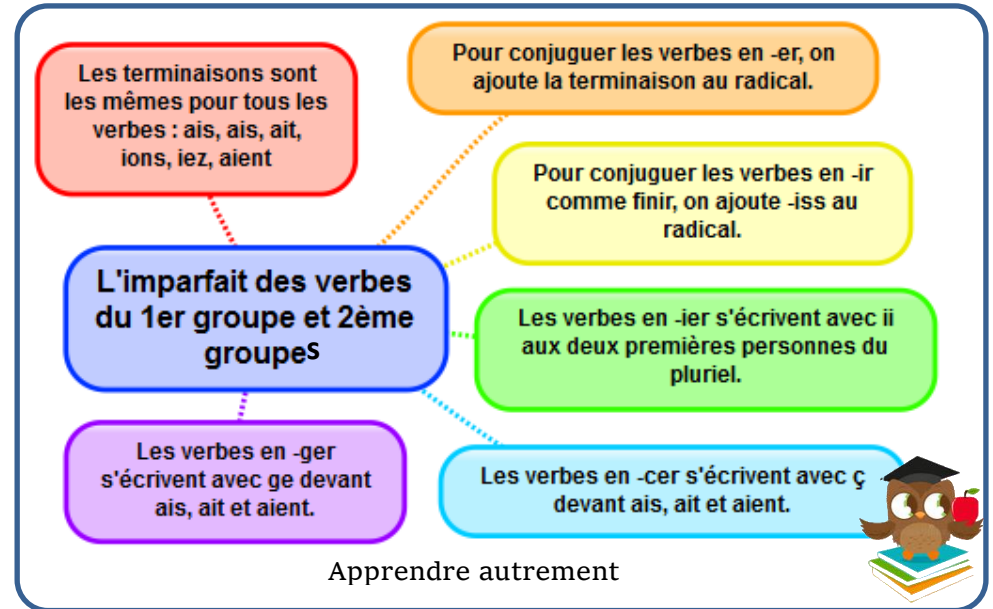 Les terminaisons sont
les mêmes pour tous les
verbes : ais, ais, ait,
ions, iez, aient
Pour conjuguer les verbes en -er, on
ajoute la terminaison au radical.
Pour conjuguer les verbes en -ir
comme finir, on ajoute -iss au
radical.
L'imparfait des verbes
du 1er groupe et 2ème
groupes
Les verbes en -ier s'écrivent avec ii
aux deux premières personnes du
pluriel.
Les verbes en -ger
s'écrivent avec ge devant
ais, ait et aient.
Les verbes en -cer s'écrivent avec ç
devant ais, ait et aient.
Apprendre autrement